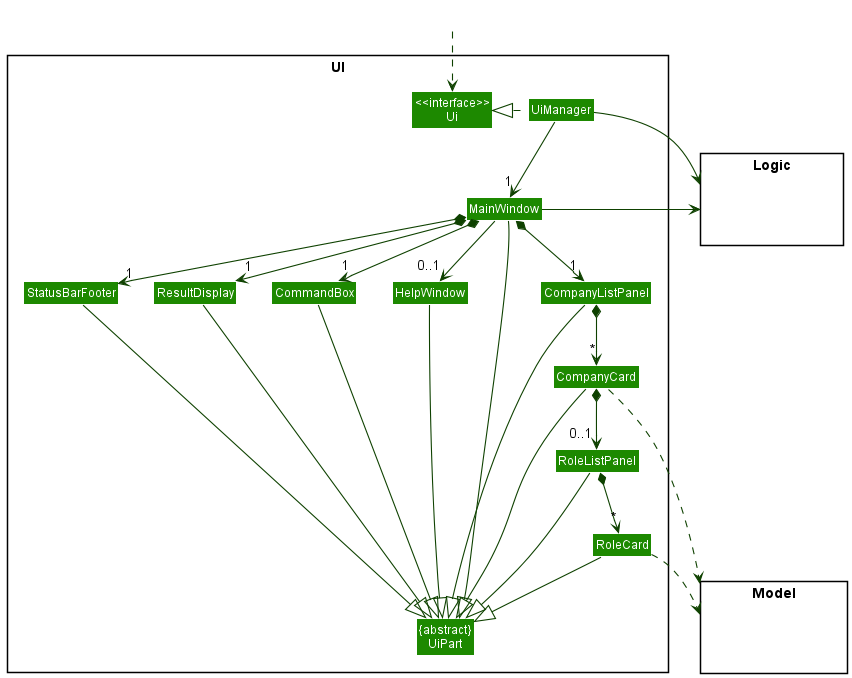 UI
<<interface>>
Ui
UiManager
Logic
1
MainWindow
1
1
1
0..1
1
StatusBarFooter
ResultDisplay
CommandBox
HelpWindow
CompanyListPanel
*
CompanyCard
0..1
RoleListPanel
*
RoleCard
Model
{abstract}
UiPart